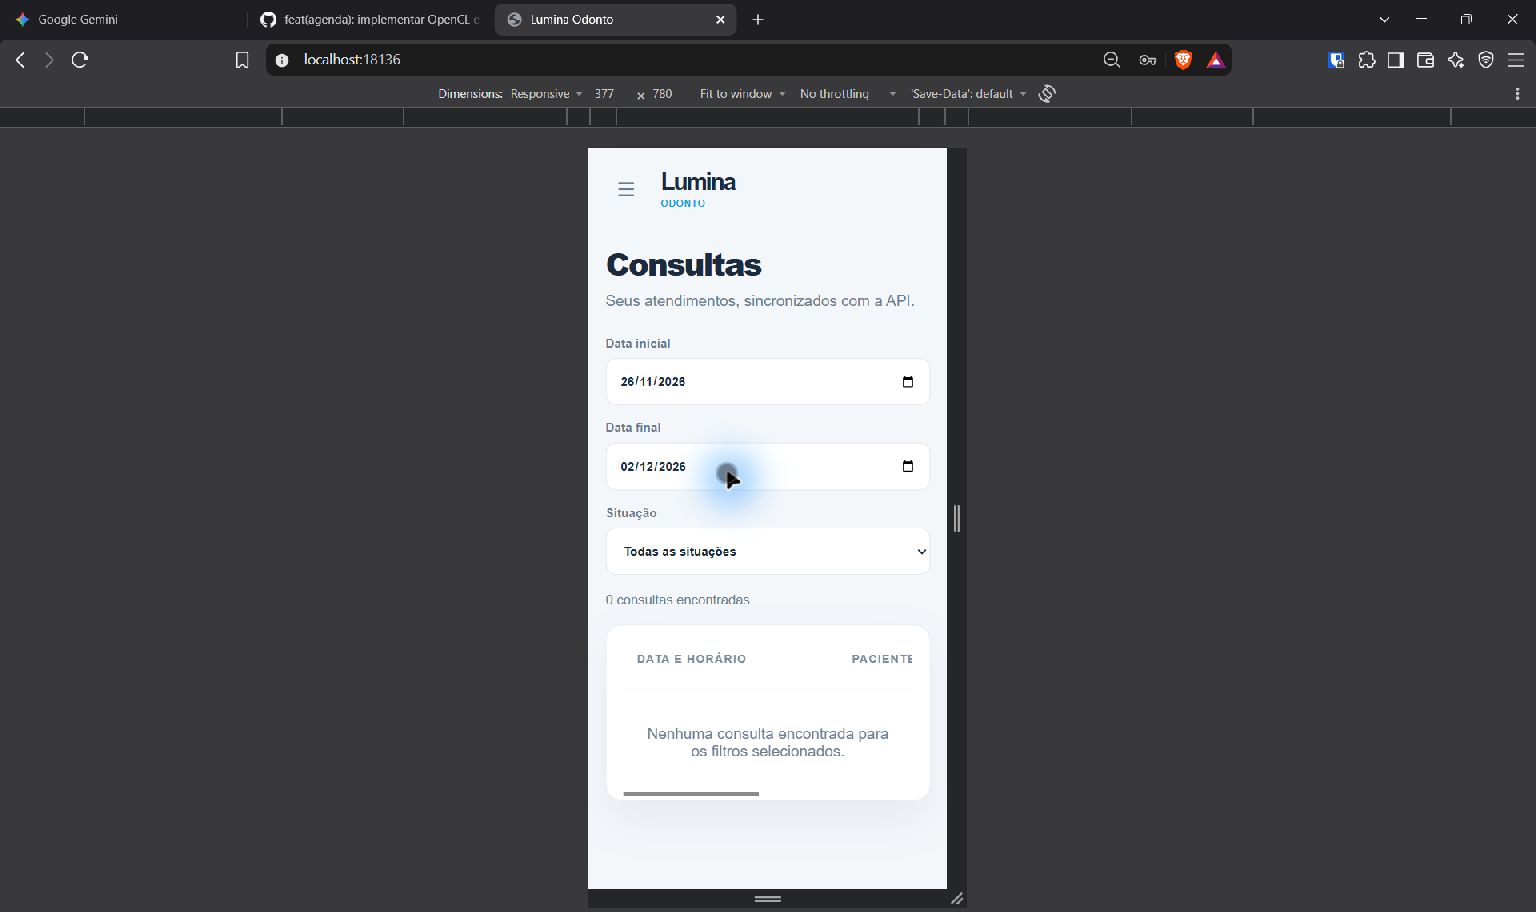 Google Gemini
feat(agenda): implementar OpenCL e
Lumina Odonto
localhost:18136
Dimensions: Responsive 377 x 780 Fit to window No throttling 'Save-Data': default
Lumina
ODONTO
Consultas
Seus atendimentos, sincronizados com a API.
Data inicial
26/11/2026
Data final
02/12/2026
Situação
Todas as situações
0 consultas encontradas
DATA E HORÁRIO PACIENTE
Nenhuma consulta encontrada para
os filtros selecionados.